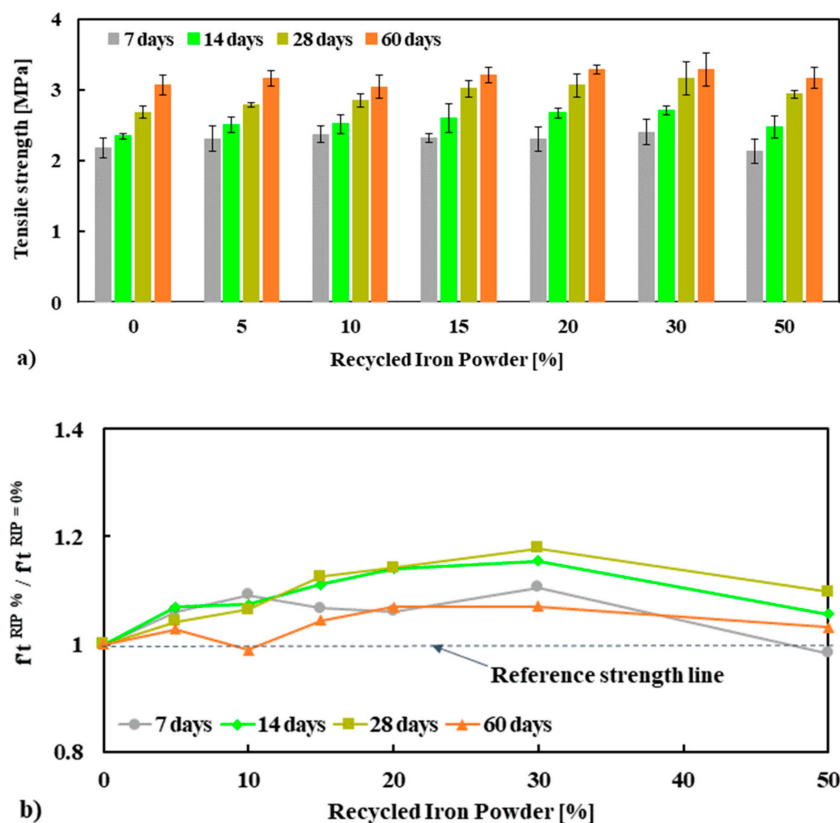 4
7 days 14 days 28 days 60 days
3
2
1
0
Tensile strength [MPa]
0 5 10 15 20 30 50
Recycled Iron Powder [%]
a)
1.4
1.2
1
0.8
f't RIP % / f't RIP = 0%
Reference strength line
7 days 14 days 28 days 60 days
0 10 20 30 40 50
Recycled Iron Powder [%]
b)